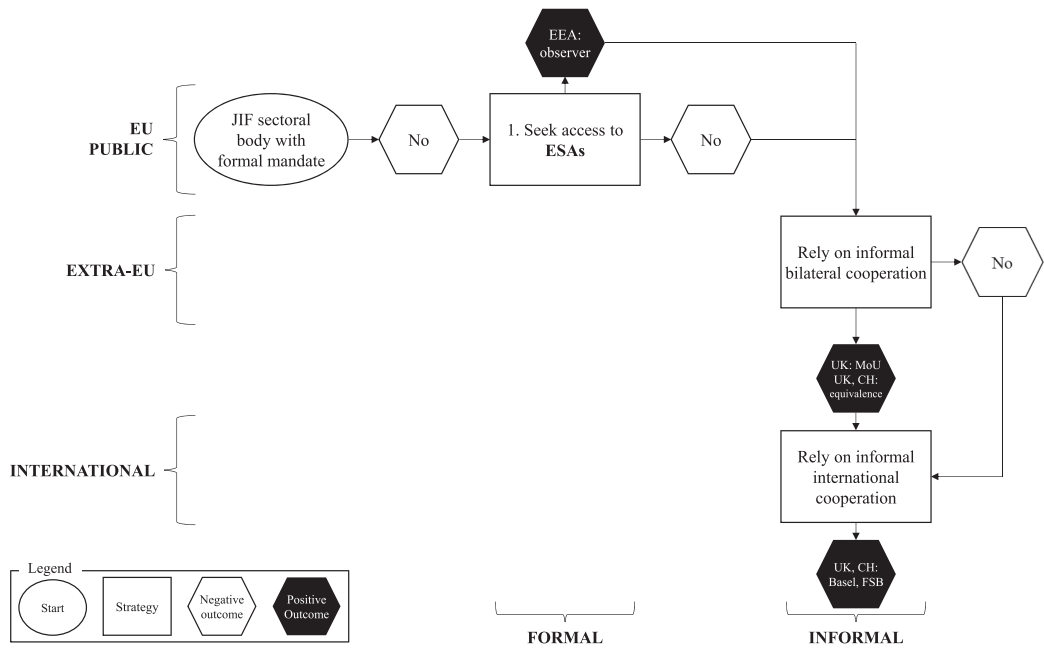 EEA:
observer
EU
PUBLIC
JIF sectoral
body with
formal mandate
No
1. Seek access to
ESAs
No
EXTRA-EU
Rely on informal
bilateral cooperation
No
UK: MoU
UK, CH:
equivalence
INTERNATIONAL
Rely on informal
international
cooperation
UK, CH:
Basel, FSB
Legend
Start
Strategy
Negative
outcome
Positive
Outcome
FORMAL
INFORMAL